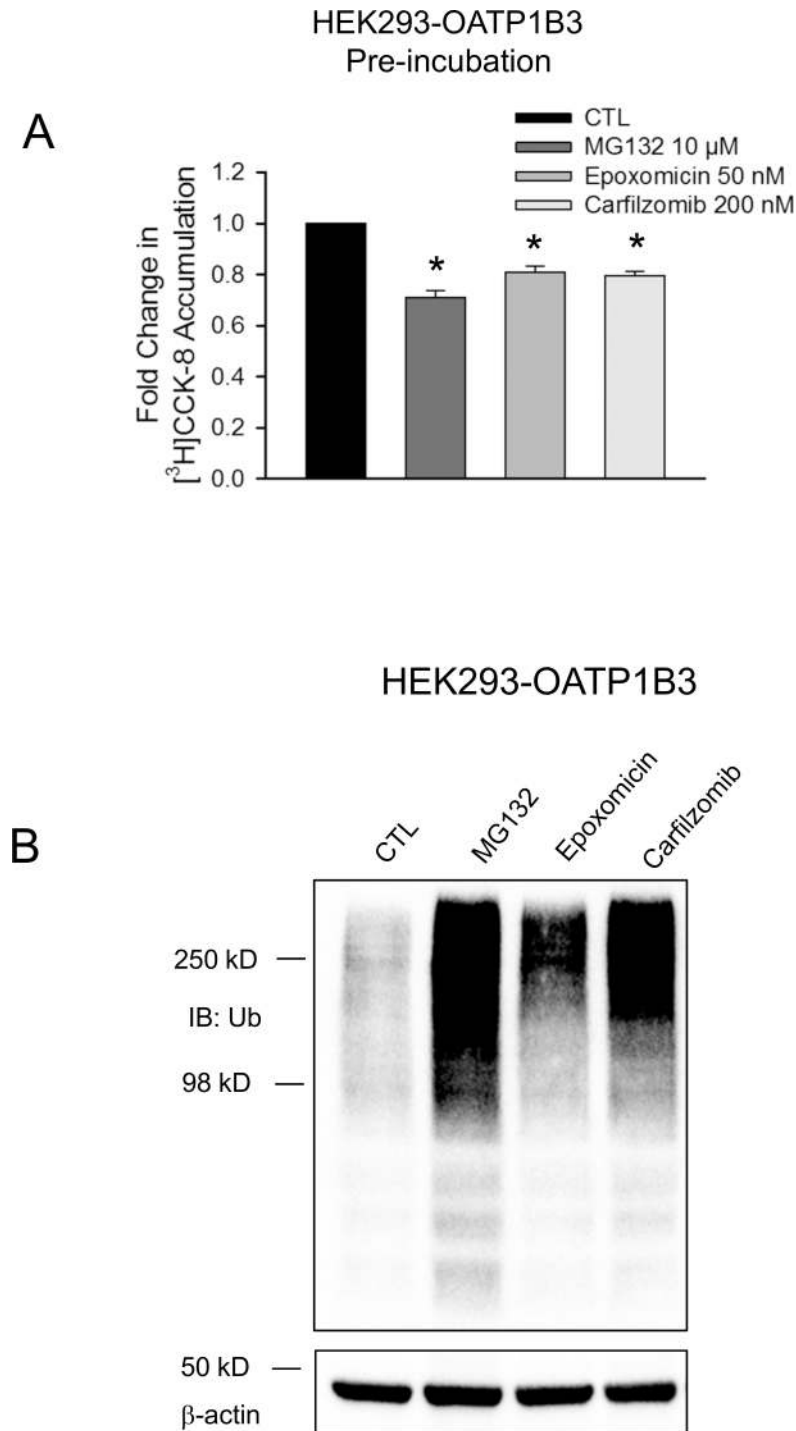 HEK293-OATP1B3
Pre-incubation
A
CTL
MG132 10 µM
Epoxomicin 50 nM
Carfilzomib 200 nM
Fold Change in
[³H]CCK-8 Accumulation
1.2
1.0
0.8
0.6
0.4
0.2
0.0
*
*
*
HEK293-OATP1B3
B
CTL
MG132
Epoxomicin
Carfilzomib
250 kD
IB: Ub
98 kD
50 kD
β-actin